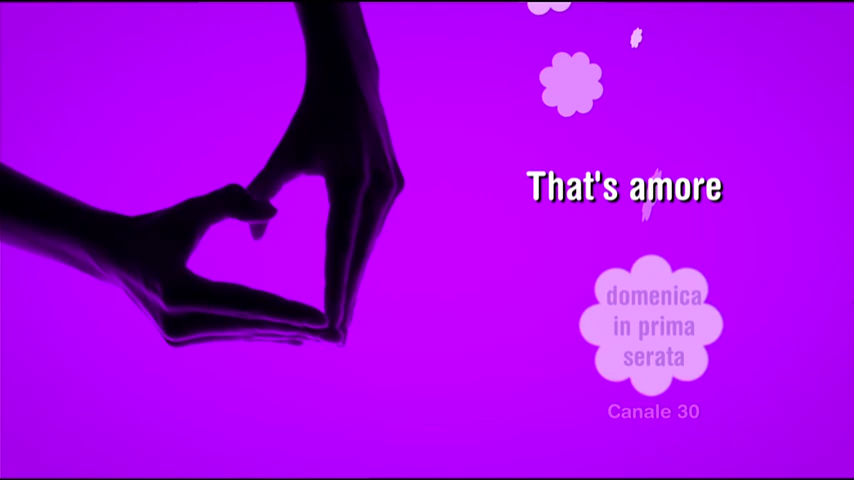 That's amore
domenica
in prima
serata
Canale 30